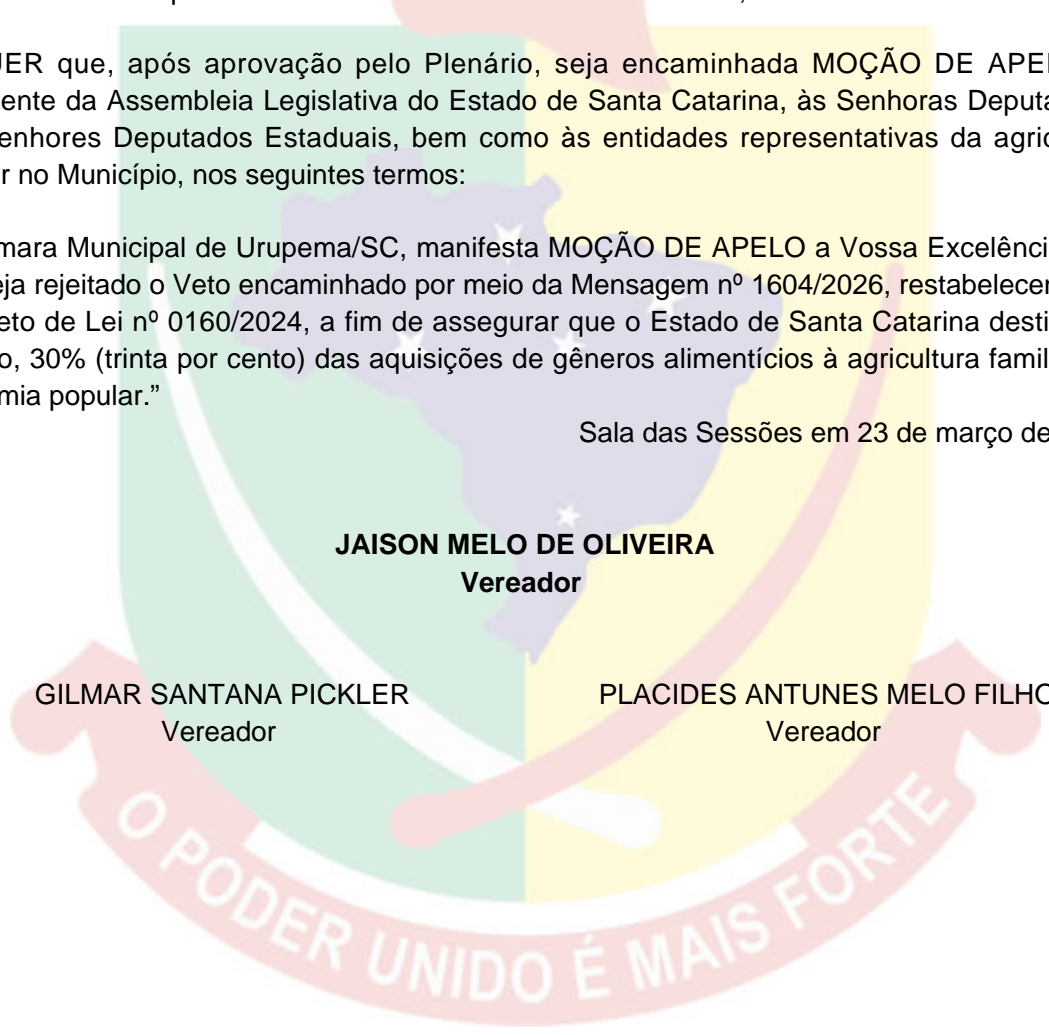 UER que, após aprovação pelo Plenário, seja encaminhada MOÇÃO DE APE
ente da Assembleia Legislativa do Estado de Santa Catarina, às Senhoras Deputa
enhores Deputados Estaduais, bem como às entidades representativas da agric
r no Município, nos seguintes termos:
mara Municipal de Urupema/SC, manifesta MOÇÃO DE APELO a Vossa Excelênci
eja rejeitado o Veto encaminhado por meio da Mensagem nº 1604/2026, restabelecer
eto de Lei nº 0160/2024, a fim de assegurar que o Estado de Santa Catarina desti
o, 30% (trinta por cento) das aquisições de gêneros alimentícios à agricultura famil
mia popular.”
Sala das Sessões em 23 de março de
JAISON MELO DE OLIVEIRA
Vereador
GILMAR SANTANA PICKLER PLACIDES ANTUNES MELO FILHO
Vereador Vereador
O PODER UNIDO É MAIS FORTE